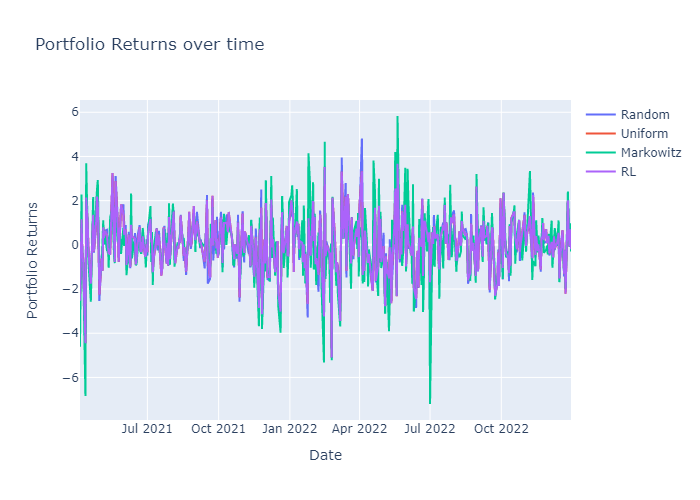 Portfolio Returns over time
Portfolio Returns
6
4
2
0
−2
−4
−6
Jul 2021
Oct 2021
Jan 2022
Apr 2022
Jul 2022
Oct 2022
Date
Random
Uniform
Markowitz
RL